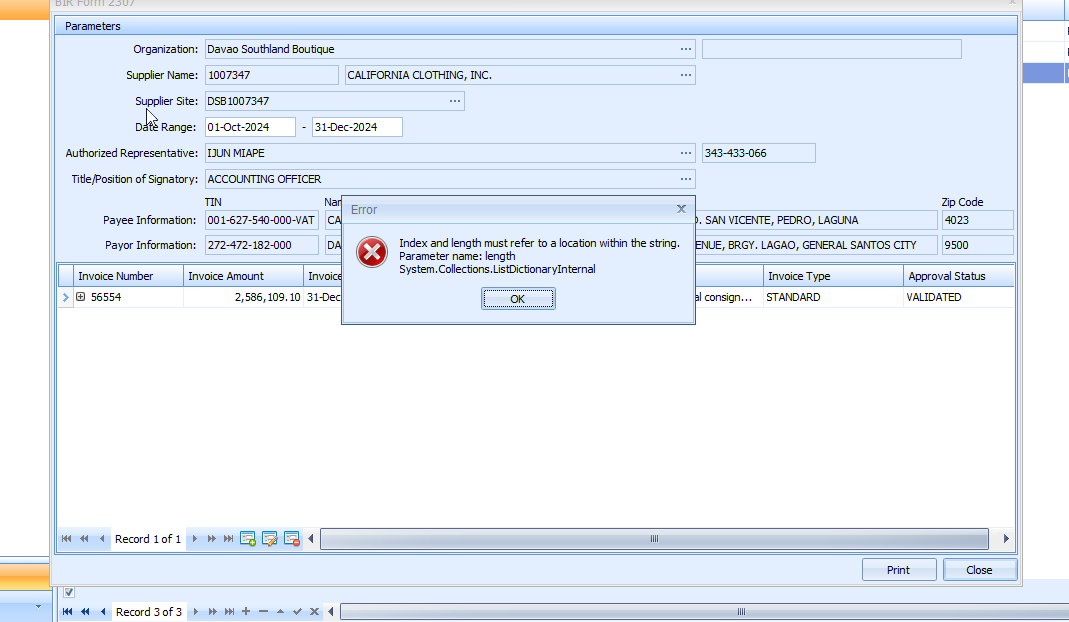 BIR Form 2307
Parameters
Organization: Davao Southland Boutique
Supplier Name: 1007347 CALIFORNIA CLOTHING, INC.
Supplier Site: DSB1007347
Date Range: 01-Oct-2024 - 31-Dec-2024
Authorized Representative: IJUN MIAPE 343-433-066
Title/Position of Signatory: ACCOUNTING OFFICER
TIN Nar Zip Code
Payee Information: 001-627-540-000-VAT CA . SAN VICENTE, PEDRO, LAGUNA 4023
Payor Information: 272-472-182-000 DA ENUE, BRGY. LAGAO, GENERAL SANTOS CITY 9500
Error
Index and length must refer to a location within the string.
Parameter name: length
System.Collections.ListDictionaryInternal
OK
Invoice Number Invoice Amount Invoice Invoice Type Approval Status
56554 2,586,109.10 31-Dec al consign... STANDARD VALIDATED
Record 1 of 1
Print Close
Record 3 of 3